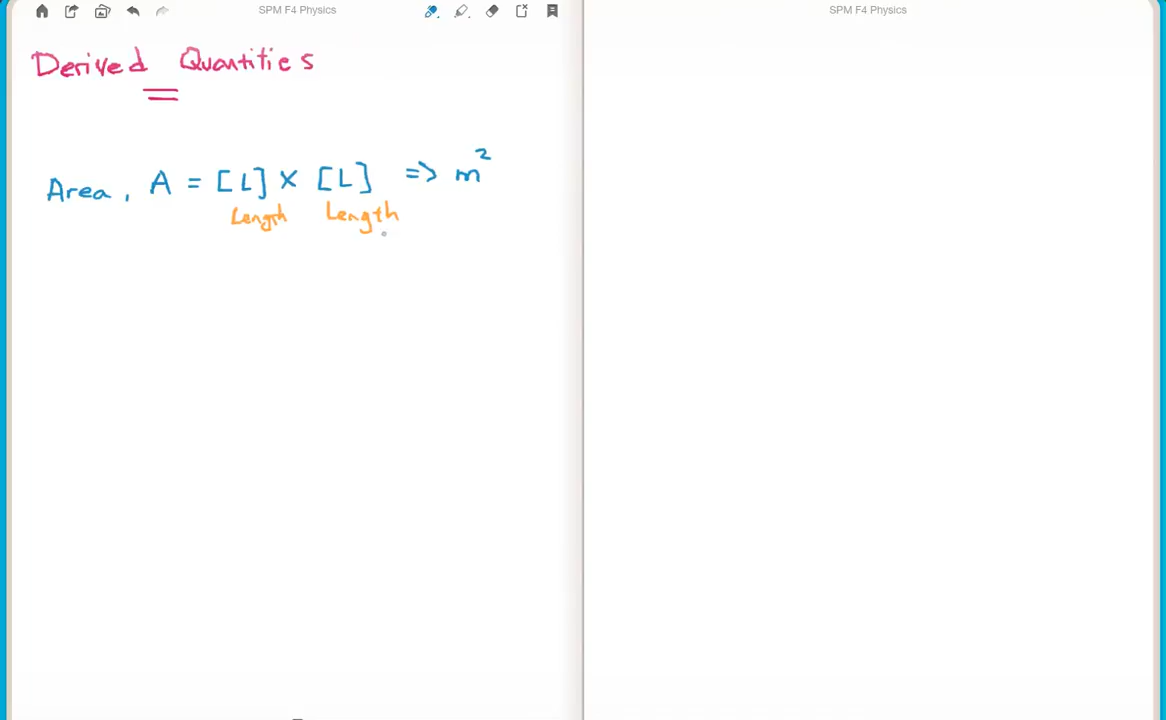 SPM F4 Physics
SPM F4 Physics
Derived Quantities
Area, A = [L] × [L] => m²
Length Length